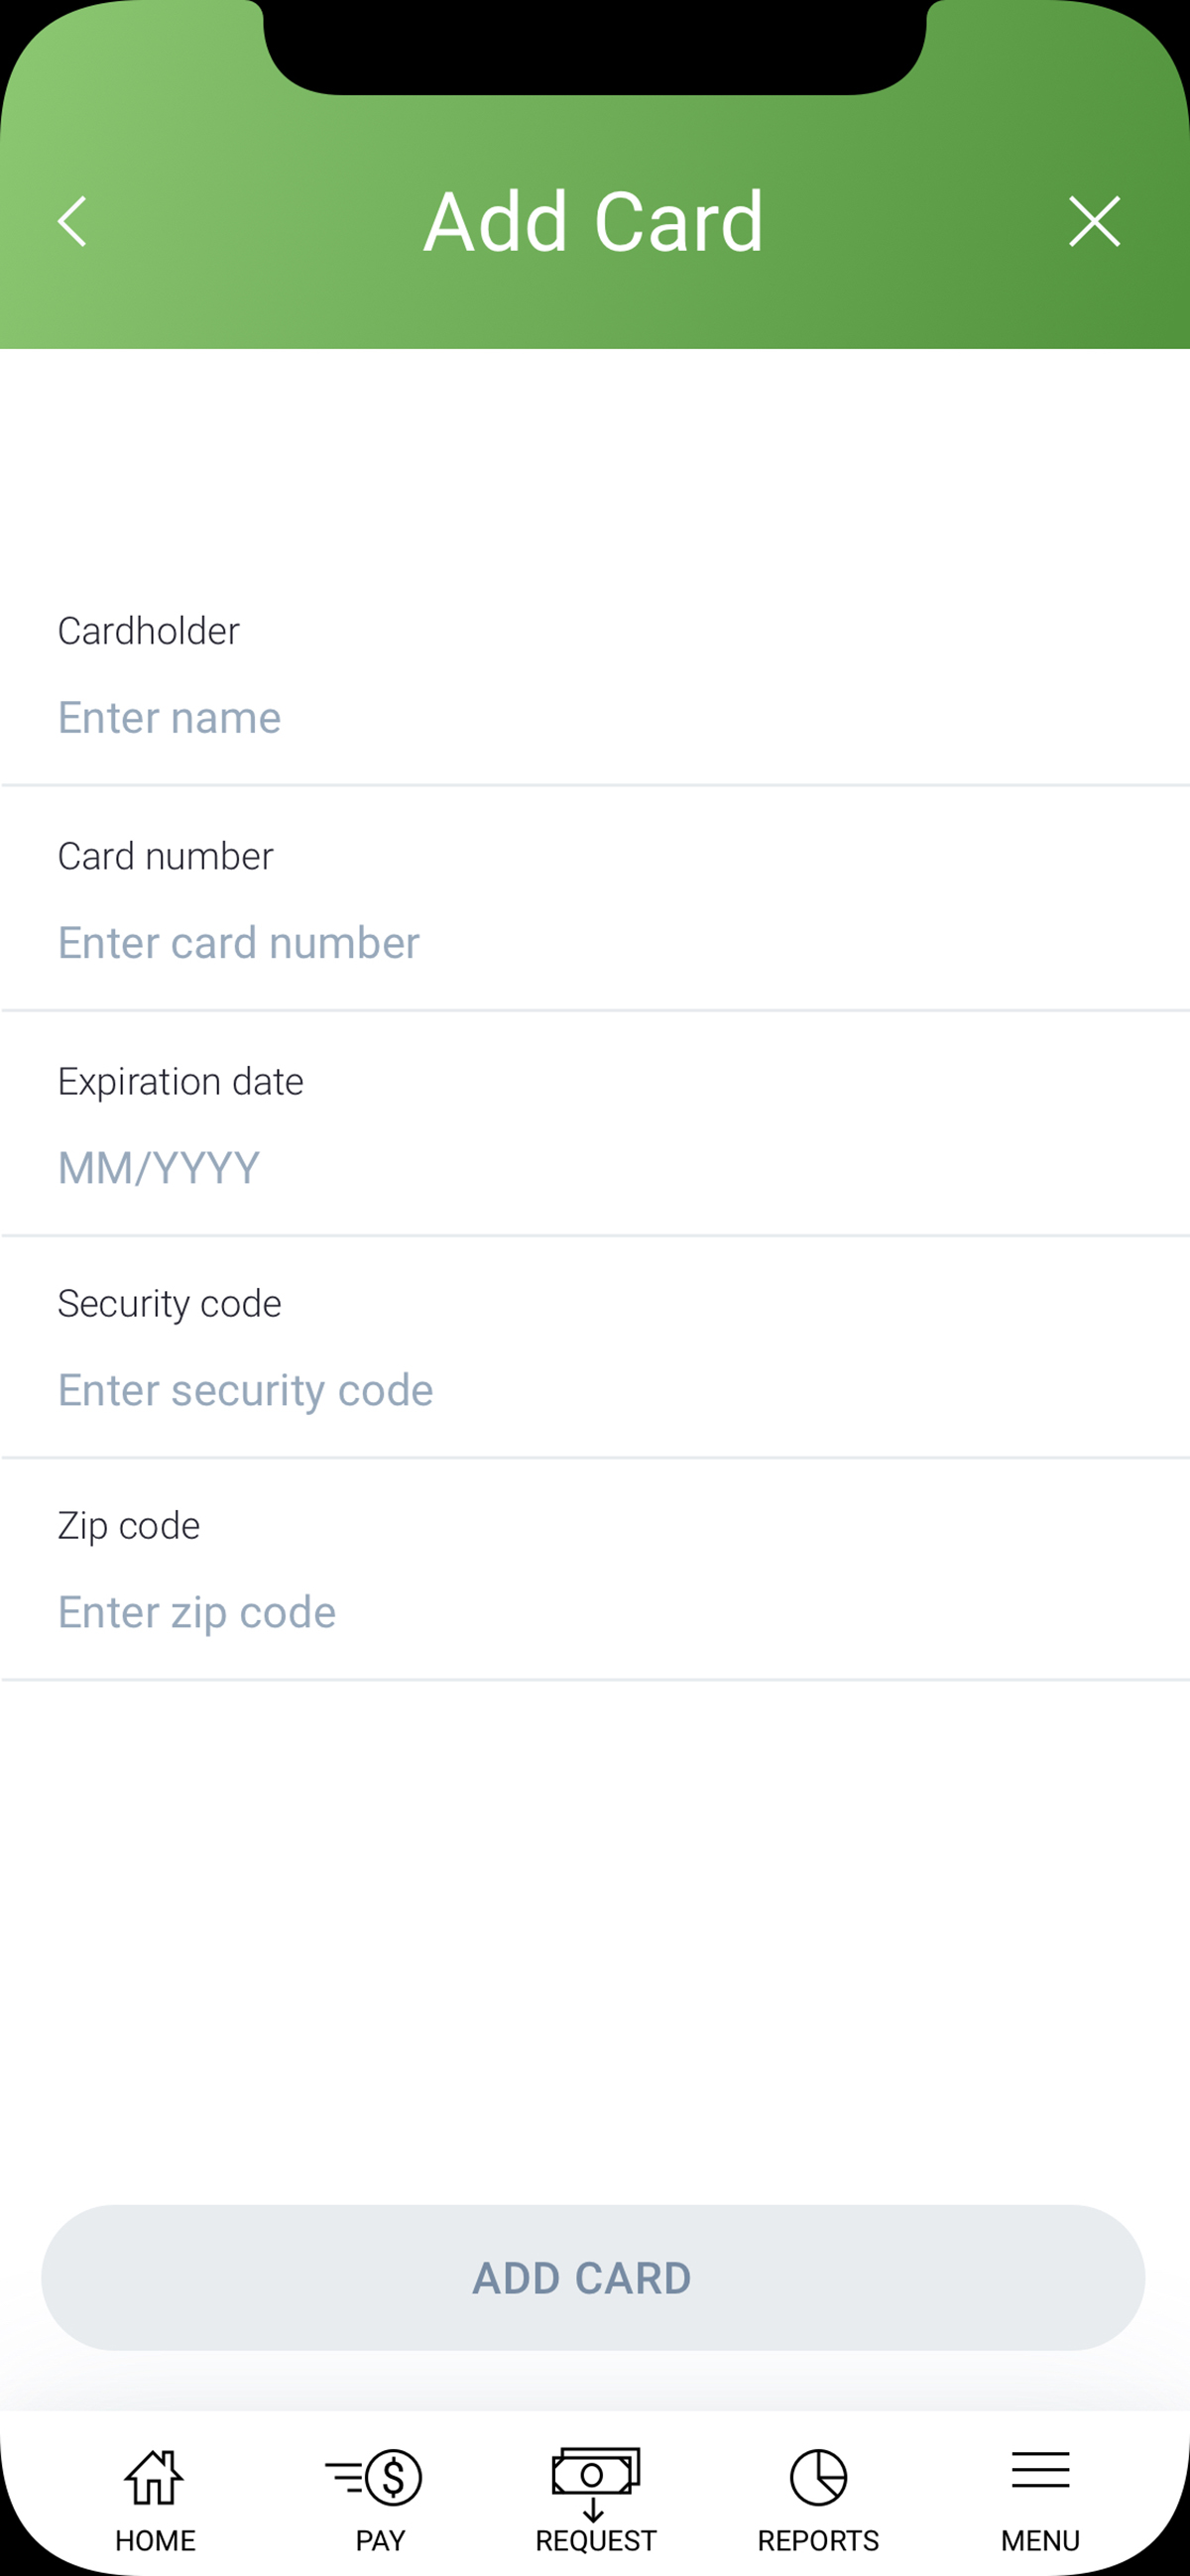 Add Card
Cardholder
Enter name
Card number
Enter card number
Expiration date
MM/YYYY
Security code
Enter security code
Zip code
Enter zip code
ADD CARD
HOME PAY REQUEST REPORTS MENU